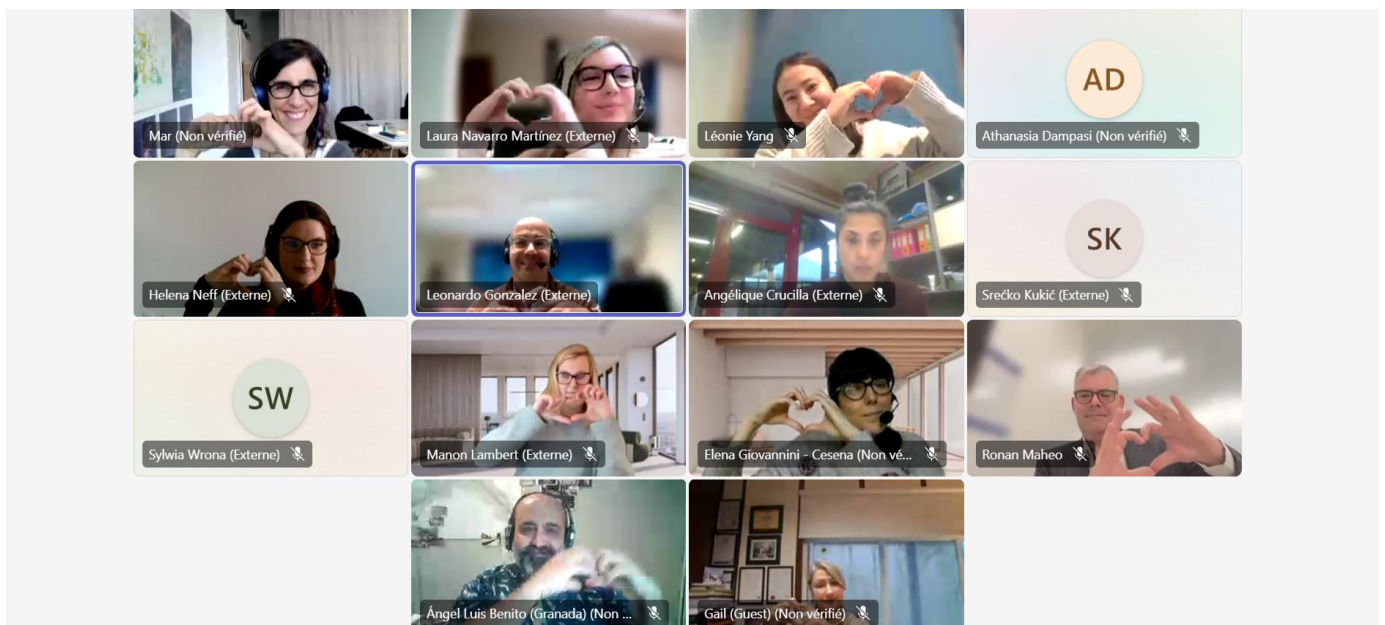 AD
Mar (Non vérifié)
Laura Navarro Martínez (Externe)
Léonie Yang
Athanasia Dampasi (Non vérifié)
SK
Helena Neff (Externe)
Leonardo Gonzalez (Externe)
Angélique Crucilla (Externe)
Srećko Kukić (Externe)
SW
Sylwia Wrona (Externe)
Manon Lambert (Externe)
Elena Giovannini - Cesena (Non vé...
Ronan Maheo
Ángel Luis Benito (Granada) (Non ...
Gail (Guest) (Non vérifié)